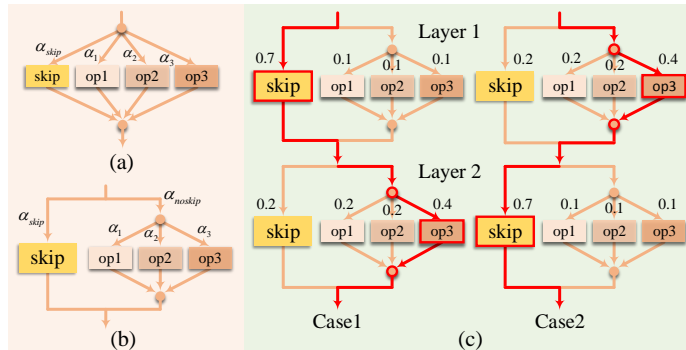 α_skip α_1 α_2 α_3
skip op1 op2 op3
(a)
α_skip α_noskip
α_1 α_2 α_3
skip op1 op2 op3
(b)
Layer 1
0.7 0.1 0.1 0.1
skip op1 op2 op3
0.2 0.2 0.2 0.4
skip op1 op2 op3
Layer 2
0.2 0.2 0.2 0.4
skip op1 op2 op3
0.7 0.1 0.1 0.1
skip op1 op2 op3
Case1 (c) Case2